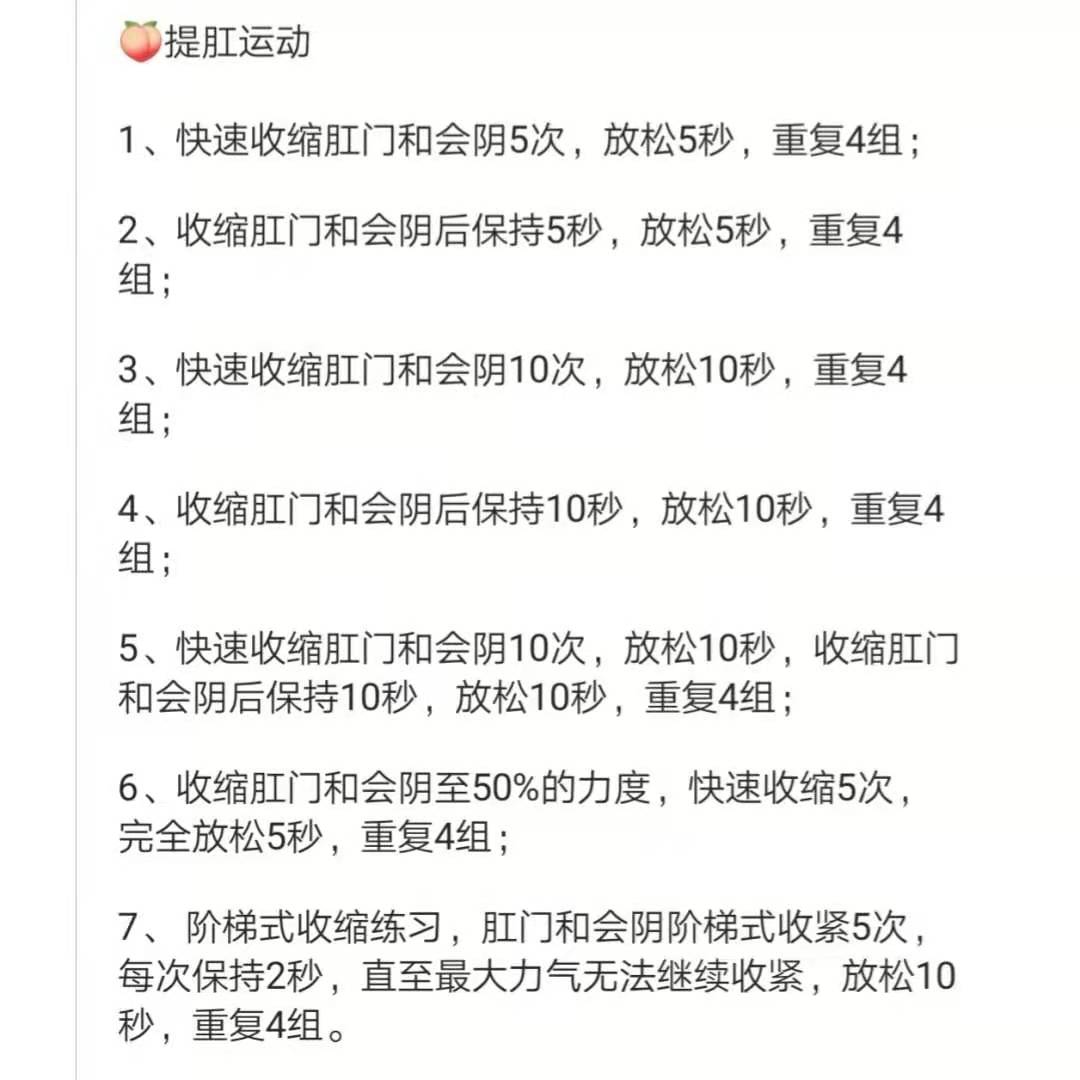 🍑提肛运动
1、快速收缩肛门和会阴5次，放松5秒，重复4组；
2、收缩肛门和会阴后保持5秒，放松5秒，重复4
组；
3、快速收缩肛门和会阴10次，放松10秒，重复4
组；
4、收缩肛门和会阴后保持10秒，放松10秒，重复4
组；
5、快速收缩肛门和会阴10次，放松10秒，收缩肛门
和会阴后保持10秒，放松10秒，重复4组；
6、收缩肛门和会阴至50%的力度，快速收缩5次，
完全放松5秒，重复4组；
7、 阶梯式收缩练习，肛门和会阴阶梯式收紧5次，
每次保持2秒，直至最大力气无法继续收紧，放松10
秒，重复4组。